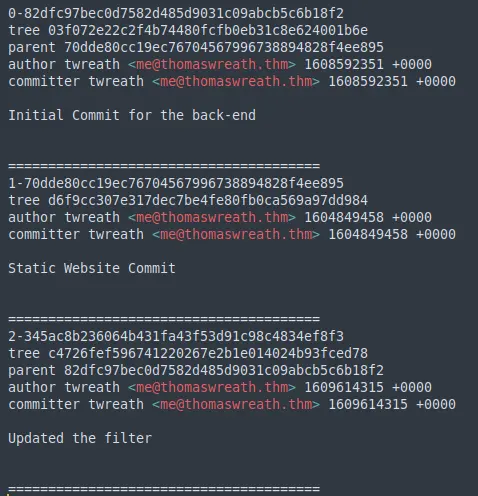 0-82dfc97bec0d7582d485d9031c09abcb5c6b18f2
tree 03f072e22c2f4b74480fcfb0eb31c8e624001b6e
parent 70dde80cc19ec76704567996738894828f4ee895
author twreath <me@thomaswreath.thm> 1608592351 +0000
committer twreath <me@thomaswreath.thm> 1608592351 +0000
Initial Commit for the back-end
=======================================
1-70dde80cc19ec76704567996738894828f4ee895
tree d6f9cc307e317dec7be4fe80fb0ca569a97dd984
author twreath <me@thomaswreath.thm> 1604849458 +0000
committer twreath <me@thomaswreath.thm> 1604849458 +0000
Static Website Commit
=======================================
2-345ac8b236064b431fa43f53d91c98c4834ef8f3
tree c4726fef596741220267e2b1e014024b93fced78
parent 82dfc97bec0d7582d485d9031c09abcb5c6b18f2
author twreath <me@thomaswreath.thm> 1609614315 +0000
committer twreath <me@thomaswreath.thm> 1609614315 +0000
Updated the filter
=======================================